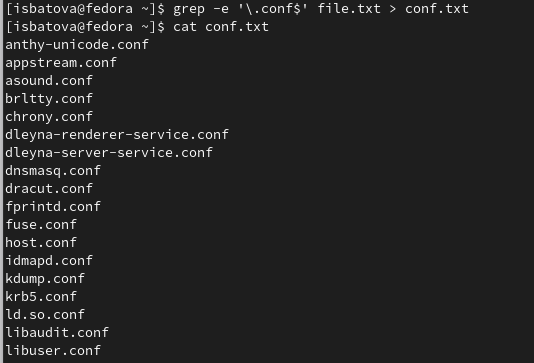 [isbatova@fedora ~]$ grep -e '\.conf$' file.txt > conf.txt
[isbatova@fedora ~]$ cat conf.txt
anthy-unicode.conf
appstream.conf
asound.conf
brltty.conf
chrony.conf
dleyna-renderer-service.conf
dleyna-server-service.conf
dnsmasq.conf
dracut.conf
fprintd.conf
fuse.conf
host.conf
idmapd.conf
kdump.conf
krb5.conf
ld.so.conf
libaudit.conf
libuser.conf